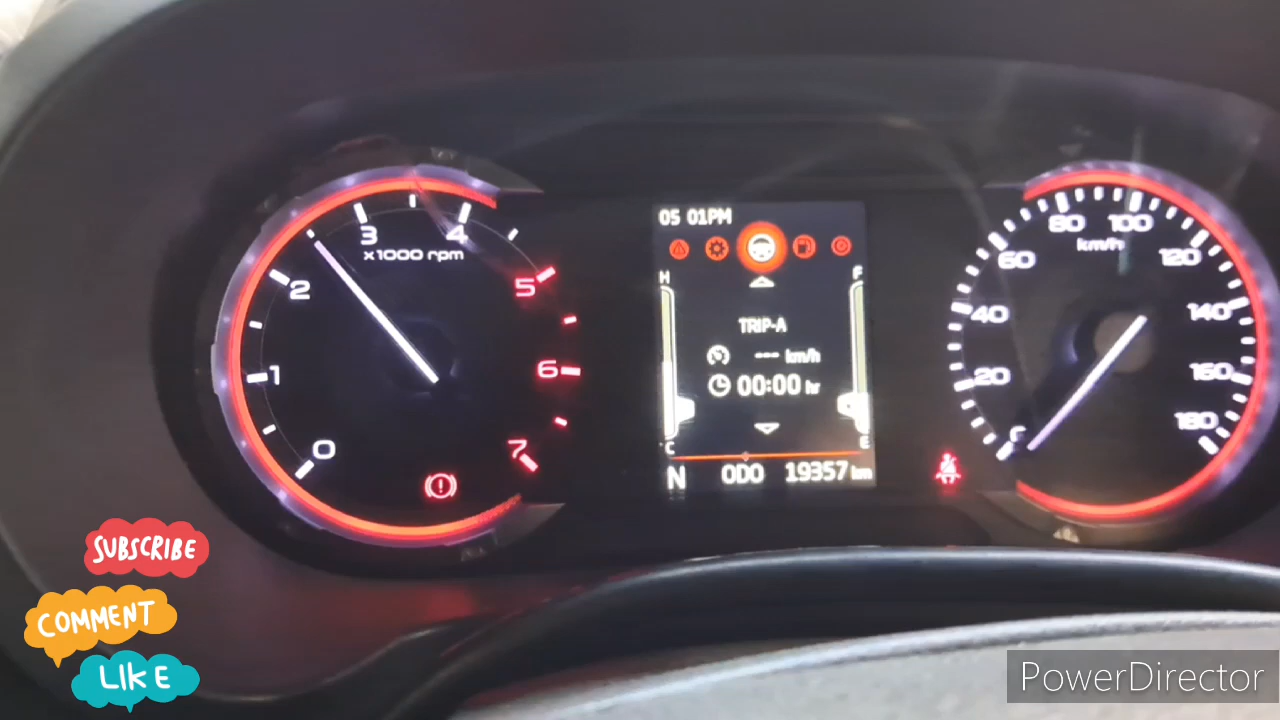 0
1
2
3
4
5
6
7
x1000 rpm
05 01PM
H
F
TRIP-A
--- km/h
00:00 hr
C
E
N ODO 19357 km
20
40
60
80
100
120
140
160
180
km/h
SUBSCRIBE
COMMENT
LIKE
PowerDirector